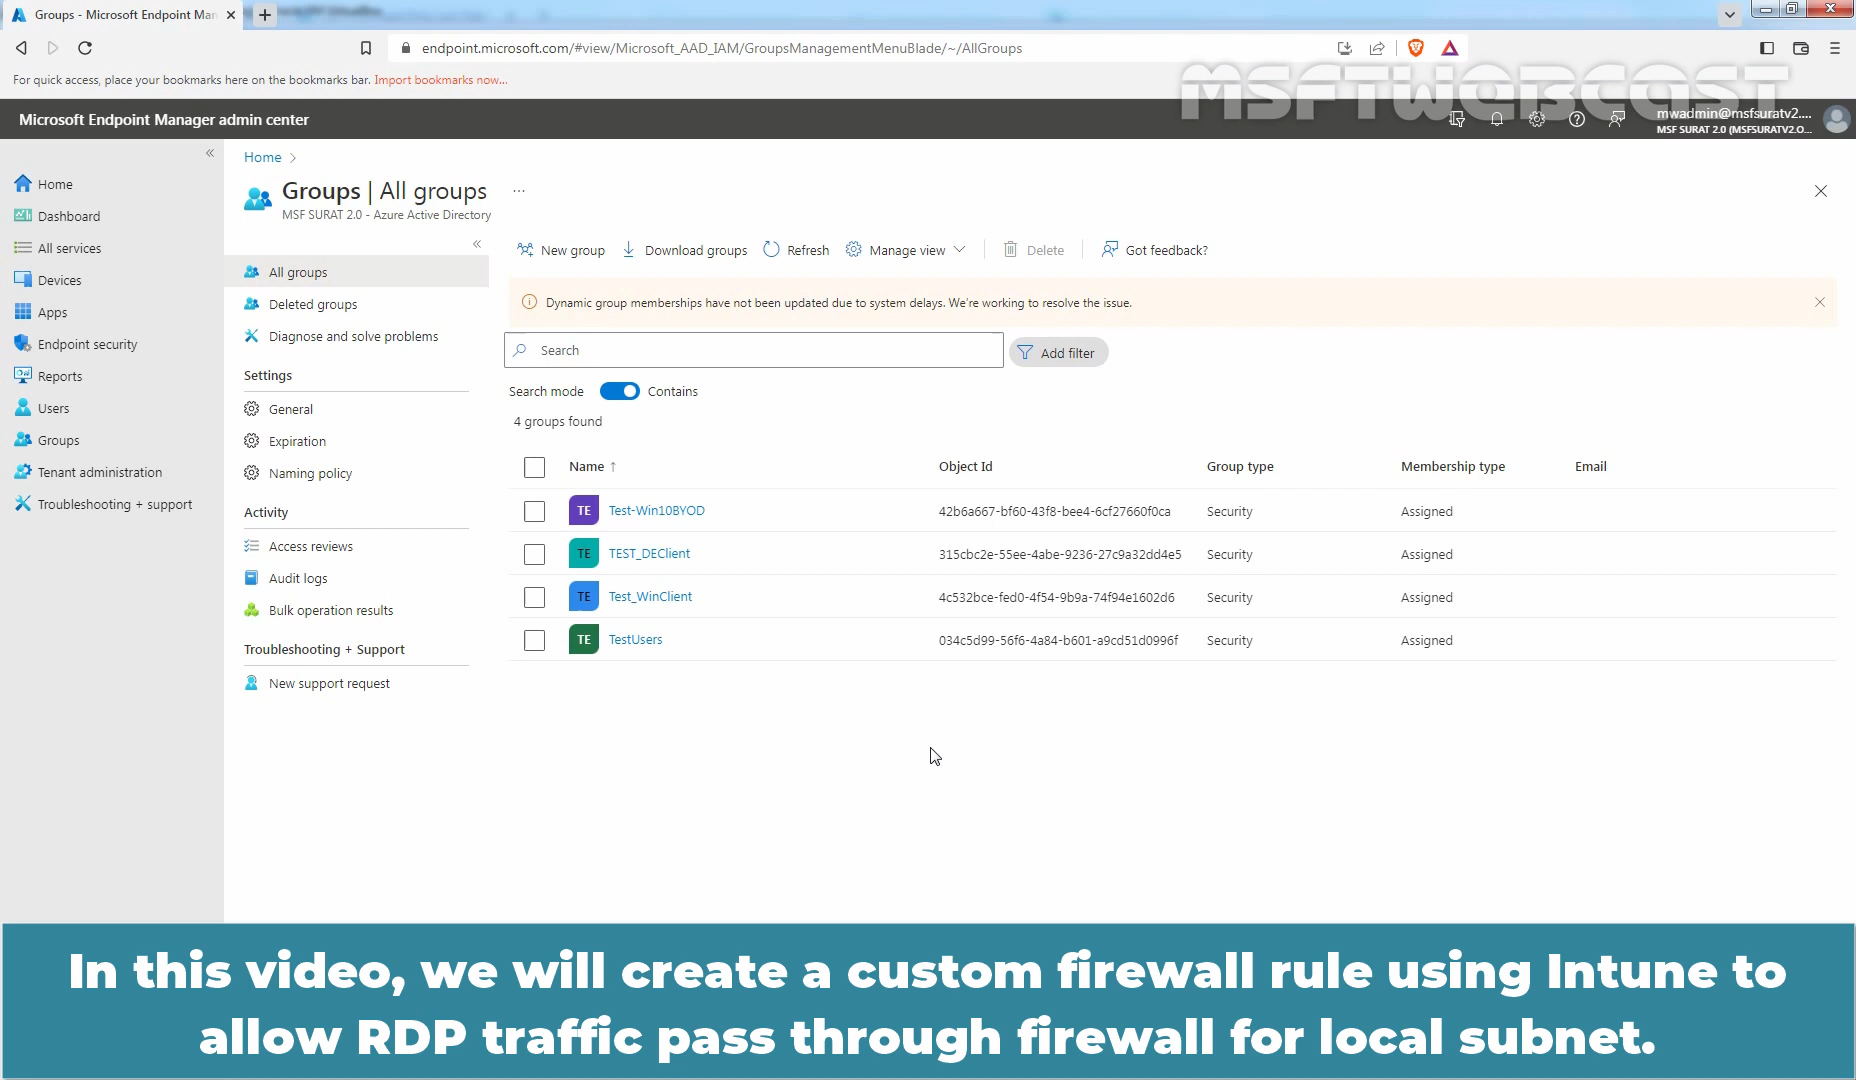 Groups - Microsoft Endpoint Man
endpoint.microsoft.com/#view/Microsoft_AAD_IAM/GroupsManagementMenuBlade/~/AllGroups
For quick access, place your bookmarks here on the bookmarks bar. Import bookmarks now...
MSFTWEBCAST
Microsoft Endpoint Manager admin center
mwadmin@msfsuratv2....
MSF SURAT 2.0 (MSFSURATV2.O...
Home
Dashboard
All services
Devices
Apps
Endpoint security
Reports
Users
Groups
Tenant administration
Troubleshooting + support
Home
Groups | All groups
MSF SURAT 2.0 - Azure Active Directory
All groups
Deleted groups
Diagnose and solve problems
Settings
General
Expiration
Naming policy
Activity
Access reviews
Audit logs
Bulk operation results
Troubleshooting + Support
New support request
New group Download groups Refresh Manage view Delete Got feedback?
Dynamic group memberships have not been updated due to system delays. We're working to resolve the issue.
Search
Add filter
Search mode Contains
4 groups found
Name ↑ Object Id Group type Membership type Email
TE Test-Win10BYOD 42b6a667-bf60-43f8-bee4-6cf27660f0ca Security Assigned
TE TEST_DEClient 315cbc2e-55ee-4abe-9236-27c9a32dd4e5 Security Assigned
TE Test_WinClient 4c532bce-fed0-4f54-9b9a-74f94e1602d6 Security Assigned
TE TestUsers 034c5d99-56f6-4a84-b601-a9cd51d0996f Security Assigned
In this video, we will create a custom firewall rule using Intune to
allow RDP traffic pass through firewall for local subnet.